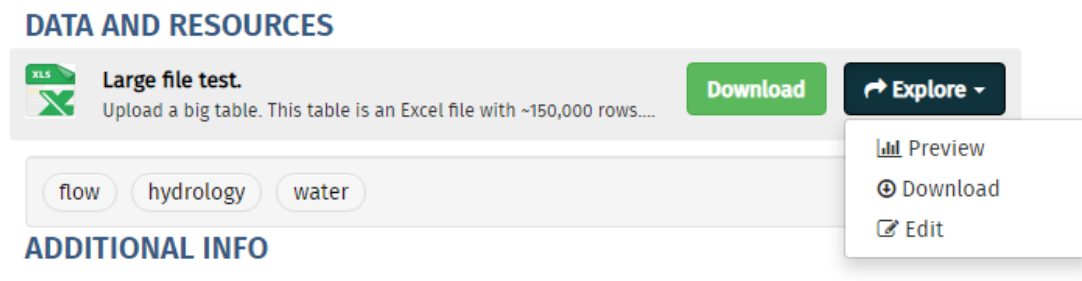 DATA AND RESOURCES
XLS
Large file test.
Upload a big table. This table is an Excel file with ~150,000 rows....
Download
Explore
Preview
Download
Edit
flow
hydrology
water
ADDITIONAL INFO